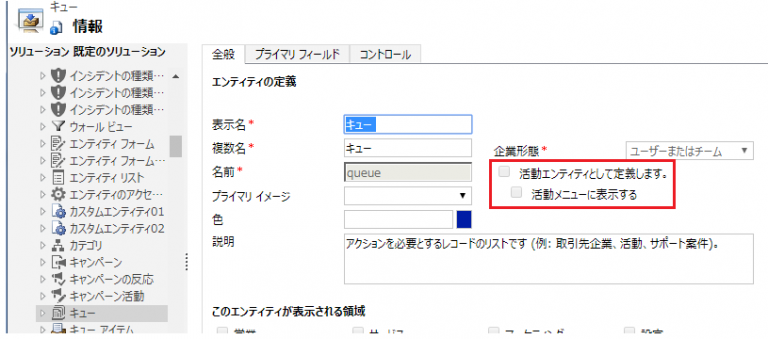 キュー
情報
ソリューション 既定のソリューション
インシデントの種類…
インシデントの種類…
インシデントの種類…
ウォール ビュー
エンティティ フォーム
エンティティ フォーム…
エンティティ リスト
エンティティのアクセ…
カスタムエンティティ01
カスタムエンティティ02
カテゴリ
キャンペーン
キャンペーンの反応
キャンペーン活動
キュー
キュー アイテム
全般 プライマリ フィールド コントロール
エンティティの定義
表示名* キュー
複数名* キュー 企業形態* ユーザーまたはチーム
名前* queue 活動エンティティとして定義します。
プライマリ イメージ 活動メニューに表示する
色
説明 アクションを必要とするレコードのリストです (例: 取引先企業、活動、サポート案件)。
このエンティティが表示される領域